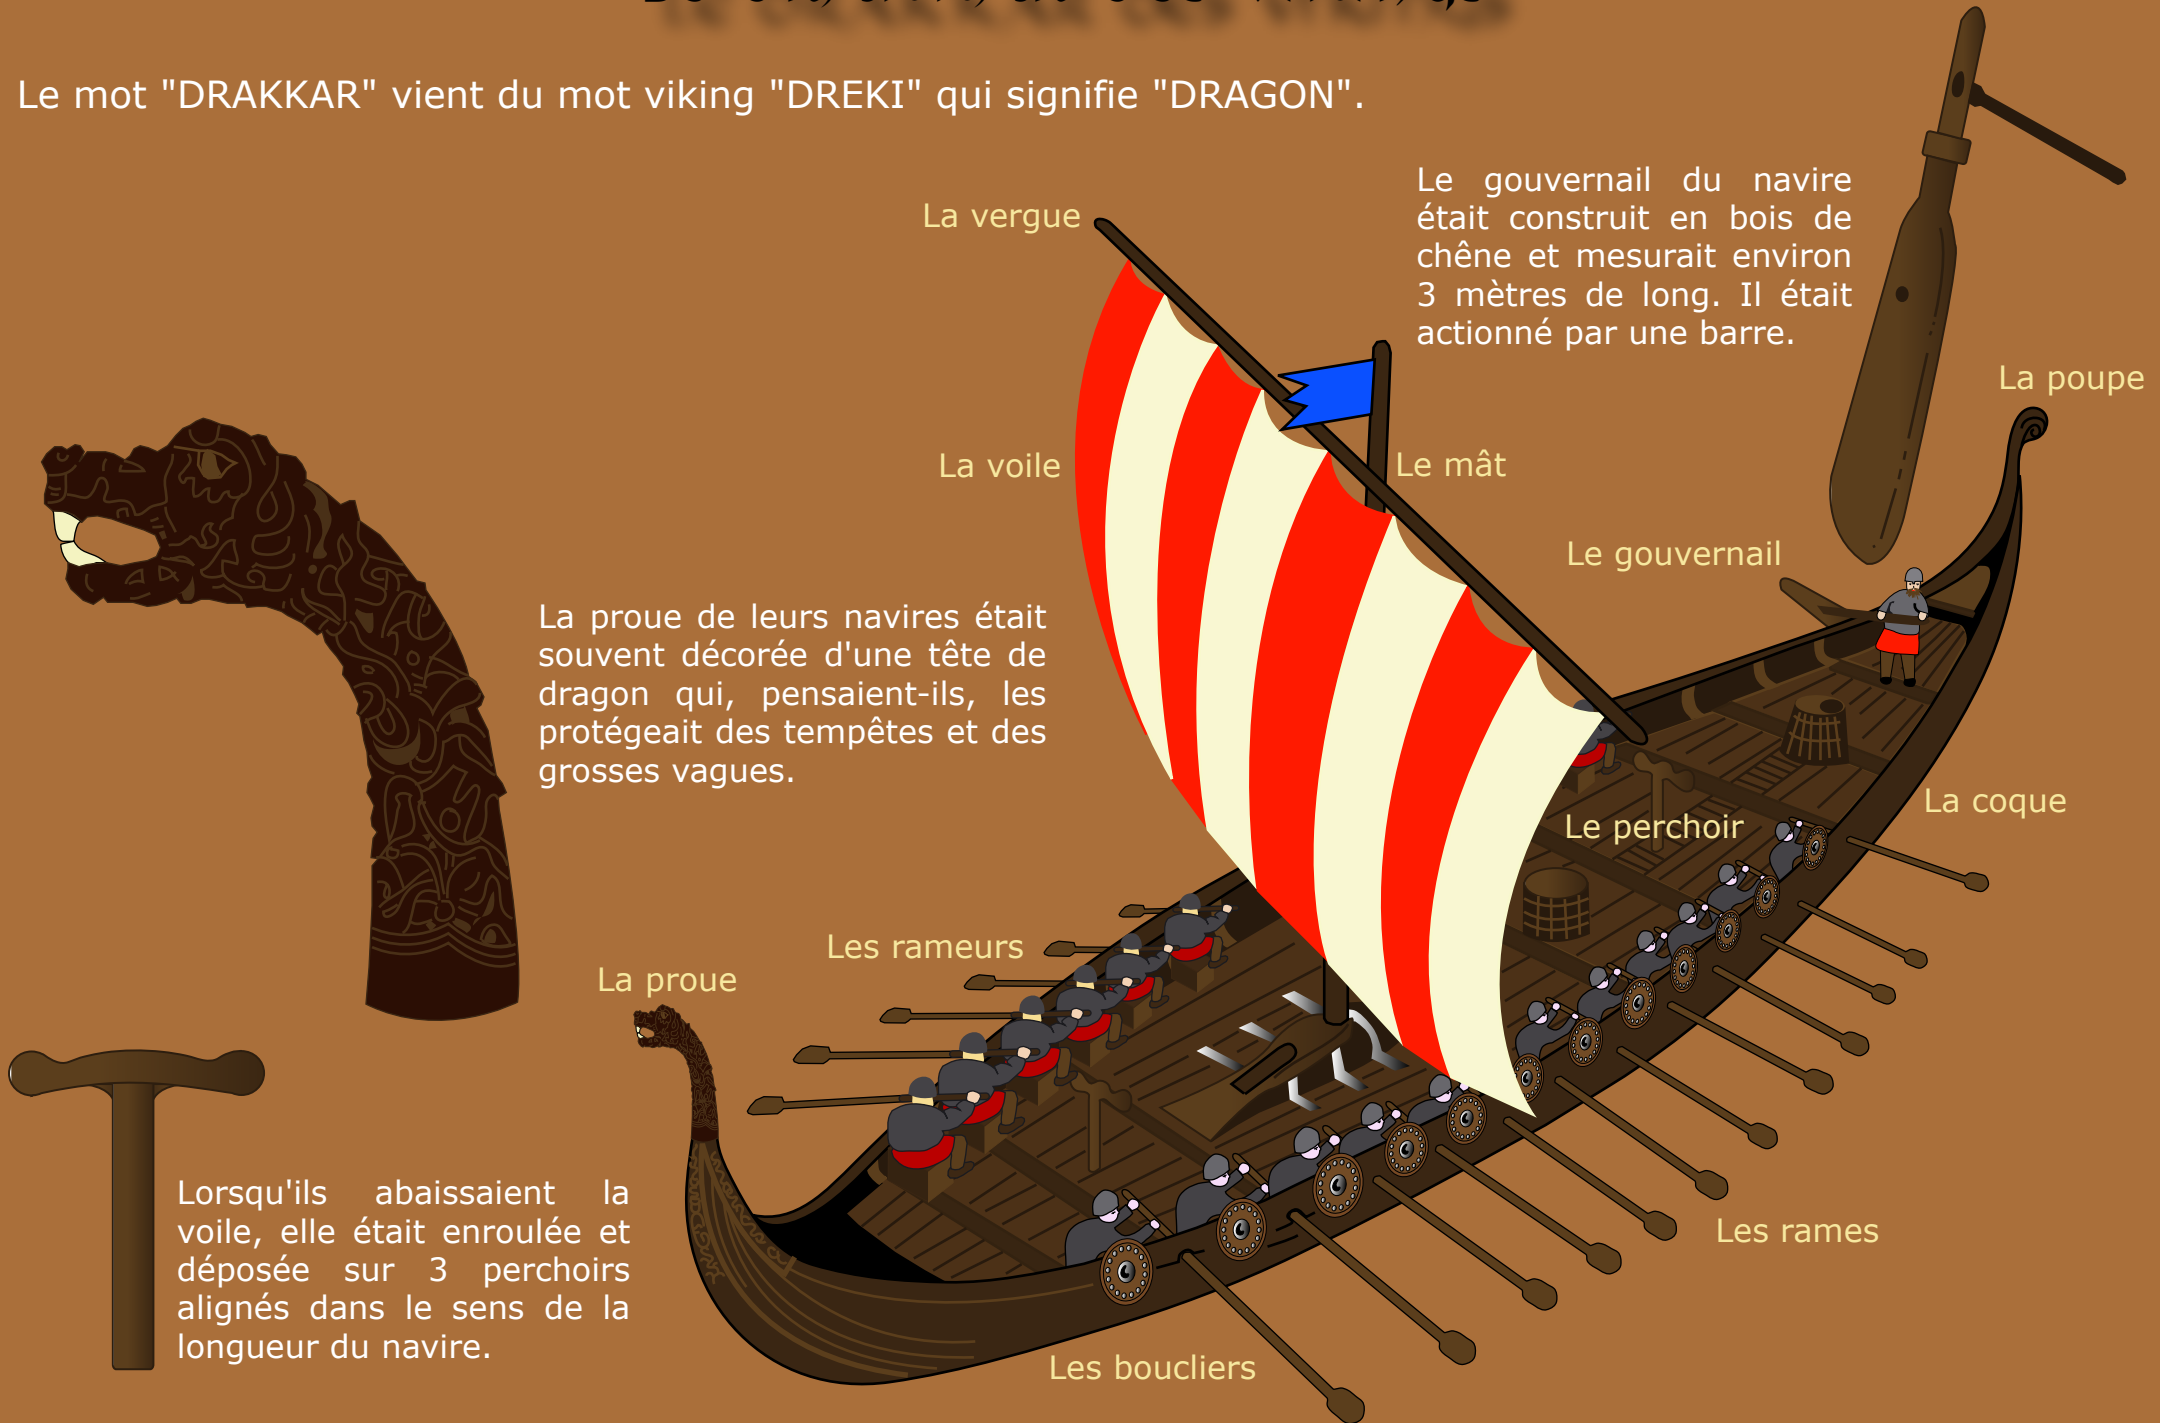 Le mot "DRAKKAR" vient du mot viking "DREKI" qui signifie "DRAGON".
Le gouvernail du navire
était construit en bois de
chêne et mesurait environ
3 mètres de long. Il était
actionné par une barre.
La vergue
La poupe
La voile
Le mât
Le gouvernail
La proue de leurs navires était
souvent décorée d'une tête de
dragon qui, pensaient-ils, les
protégeait des tempêtes et des
grosses vagues.
La coque
Le perchoir
Les rameurs
La proue
Lorsqu'ils abaissaient la
voile, elle était enroulée et
déposée sur 3 perchoirs
alignés dans le sens de la
longueur du navire.
Les rames
Les boucliers